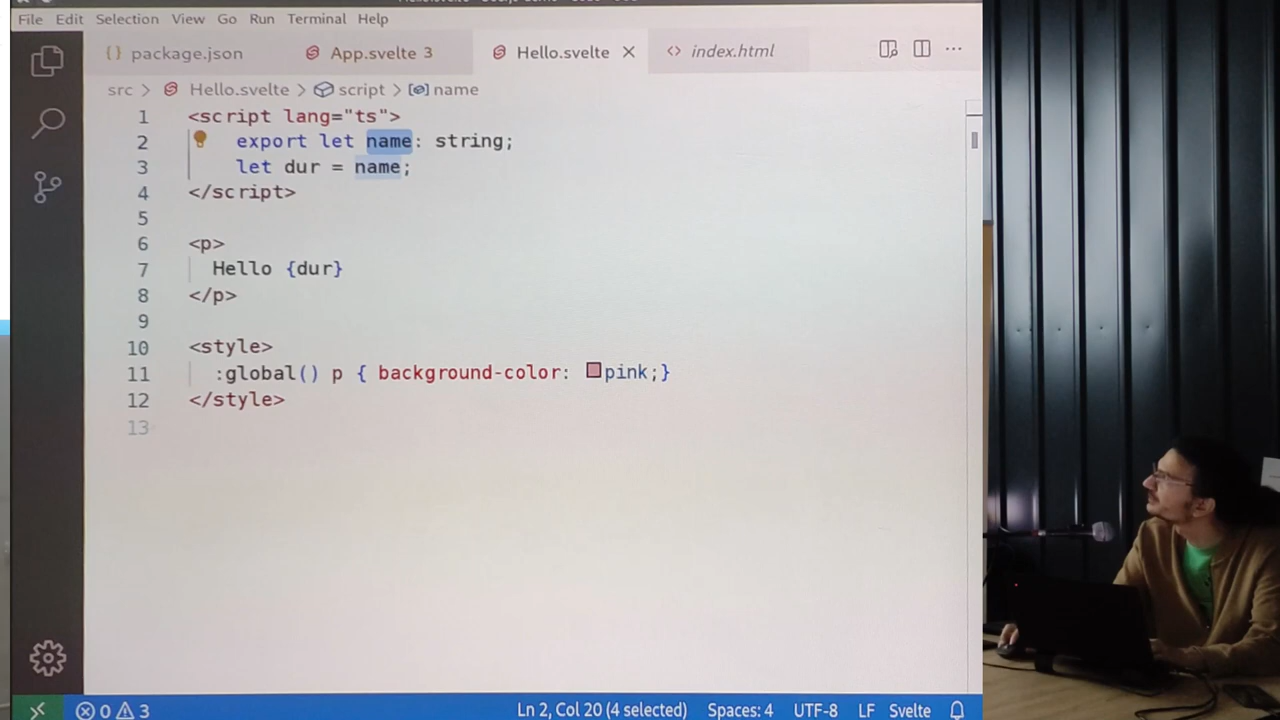 File Edit Selection View Go Run Terminal Help
{} package.json App.svelte 3 Hello.svelte × <> index.html ...
src > Hello.svelte > script > name
1 <script lang="ts">
2 export let name: string;
3 let dur = name;
4 </script>
5
6 <p>
7 Hello {dur}
8 </p>
9
10 <style>
11 :global() p { background-color: pink;}
12 </style>
13
0 3 Ln 2, Col 20 (4 selected) Spaces: 4 UTF-8 LF Svelte